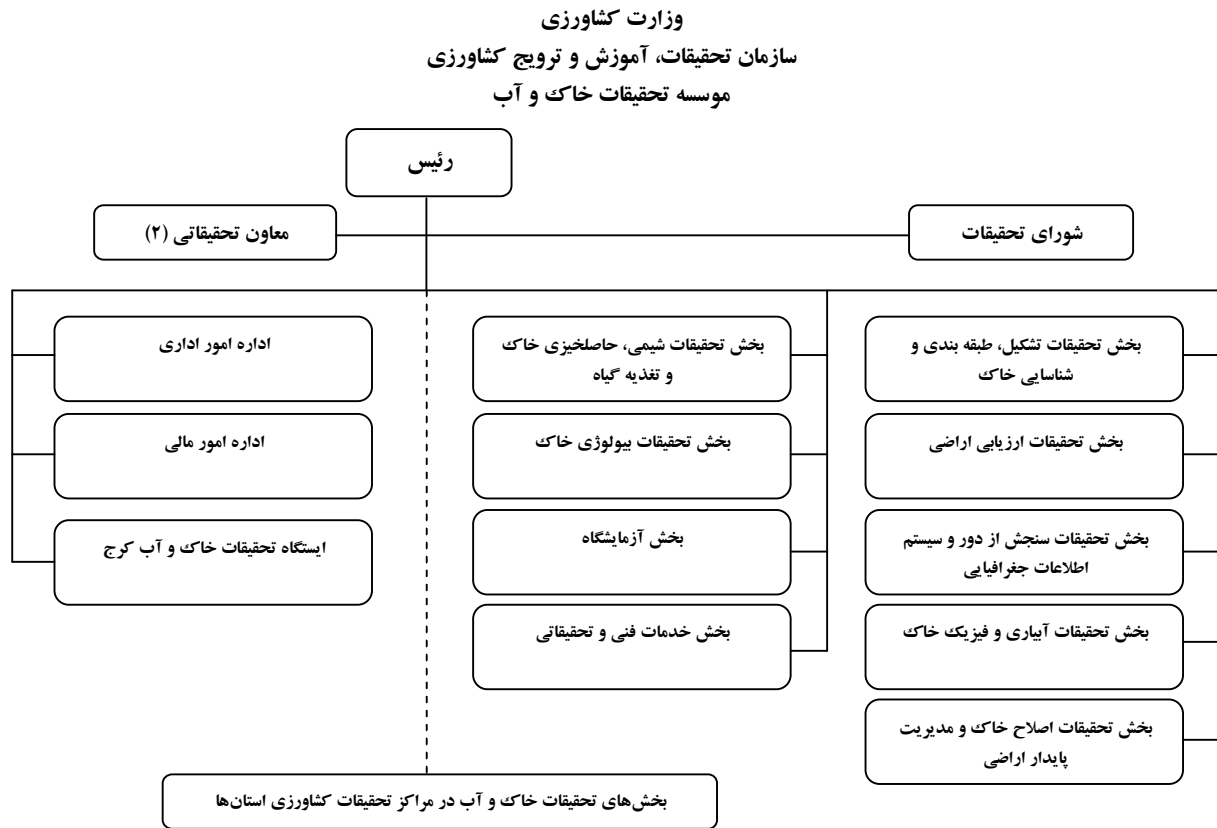 وزارت کشاورزی
سازمان تحقیقات، آموزش و ترویج کشاورزی
موسسه تحقیقات خاک و آب
رئیس
شورای تحقیقات
معاون تحقیقاتی (۲)
بخش تحقیقات تشکیل، طبقه بندی و
شناسایی خاک
بخش تحقیقات ارزیابی اراضی
بخش تحقیقات سنجش از دور و سیستم
اطلاعات جغرافیایی
بخش تحقیقات آبیاری و فیزیک خاک
بخش تحقیقات اصلاح خاک و مدیریت
پایدار اراضی
بخش تحقیقات شیمی، حاصلخیزی خاک
و تغذیه گیاه
بخش تحقیقات بیولوژی خاک
بخش آزمایشگاه
بخش خدمات فنی و تحقیقاتی
اداره امور اداری
اداره امور مالی
ایستگاه تحقیقات خاک و آب کرج
بخش‌های تحقیقات خاک و آب در مراکز تحقیقات کشاورزی استان‌ها